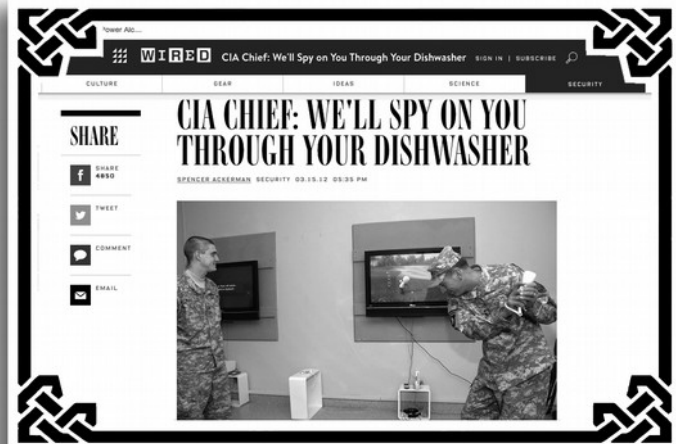 Power Alc....
WIRED CIA Chief: We'll Spy on You Through Your Dishwasher SIGN IN | SUBSCRIBE
CULTURE GEAR IDEAS SCIENCE SECURITY
SHARE
SHARE
4850
TWEET
COMMENT
EMAIL
CIA CHIEF: WE'LL SPY ON YOU
THROUGH YOUR DISHWASHER
SPENCER ACKERMAN SECURITY 03.15.12 05:35 PM